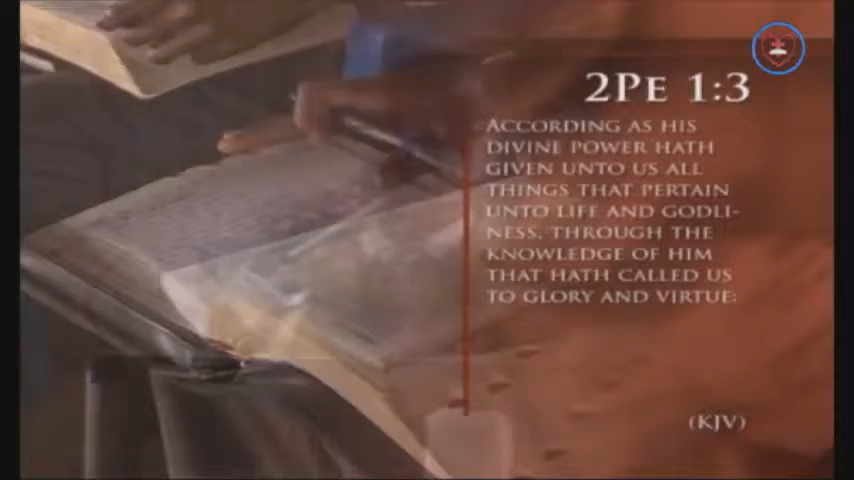 2Pe 1:3
According as his
divine power hath
given unto us all
things that pertain
unto life and godli-
ness, through the
knowledge of him
that hath called us
to glory and virtue:
(KJV)